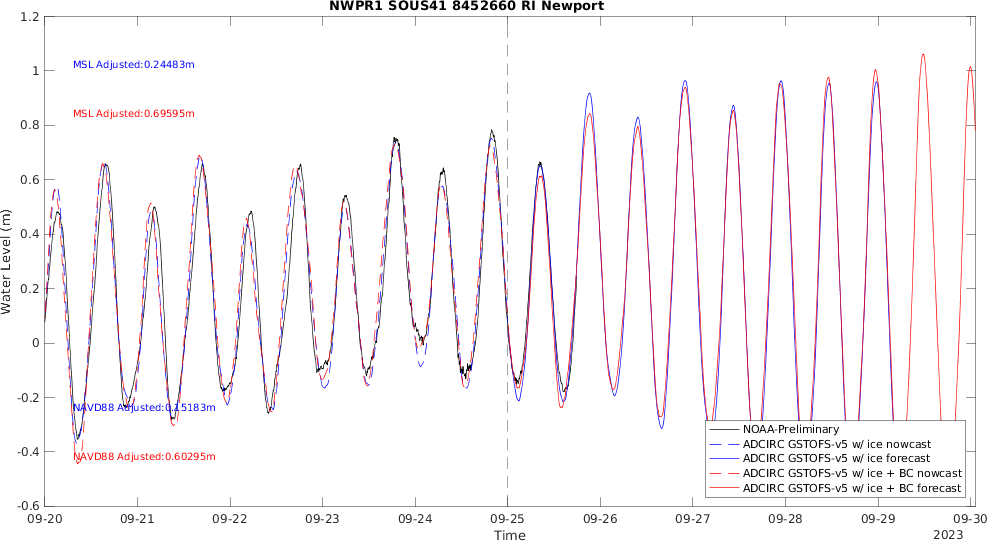 NWPR1 SOUS41 8452660 RI Newport
1.2
1
0.8
0.6
0.4
0.2
0
-0.2
-0.4
-0.6
Water Level (m)
MSL Adjusted:0.24483m
MSL Adjusted:0.69595m
NAVD88 Adjusted:0.15183m
NAVD88 Adjusted:0.60295m
NOAA-Preliminary
ADCIRC GSTOFS-v5 w/ ice nowcast
ADCIRC GSTOFS-v5 w/ ice forecast
ADCIRC GSTOFS-v5 w/ ice + BC nowcast
ADCIRC GSTOFS-v5 w/ ice + BC forecast
09-20 09-21 09-22 09-23 09-24 09-25 09-26 09-27 09-28 09-29 09-30
Time
2023